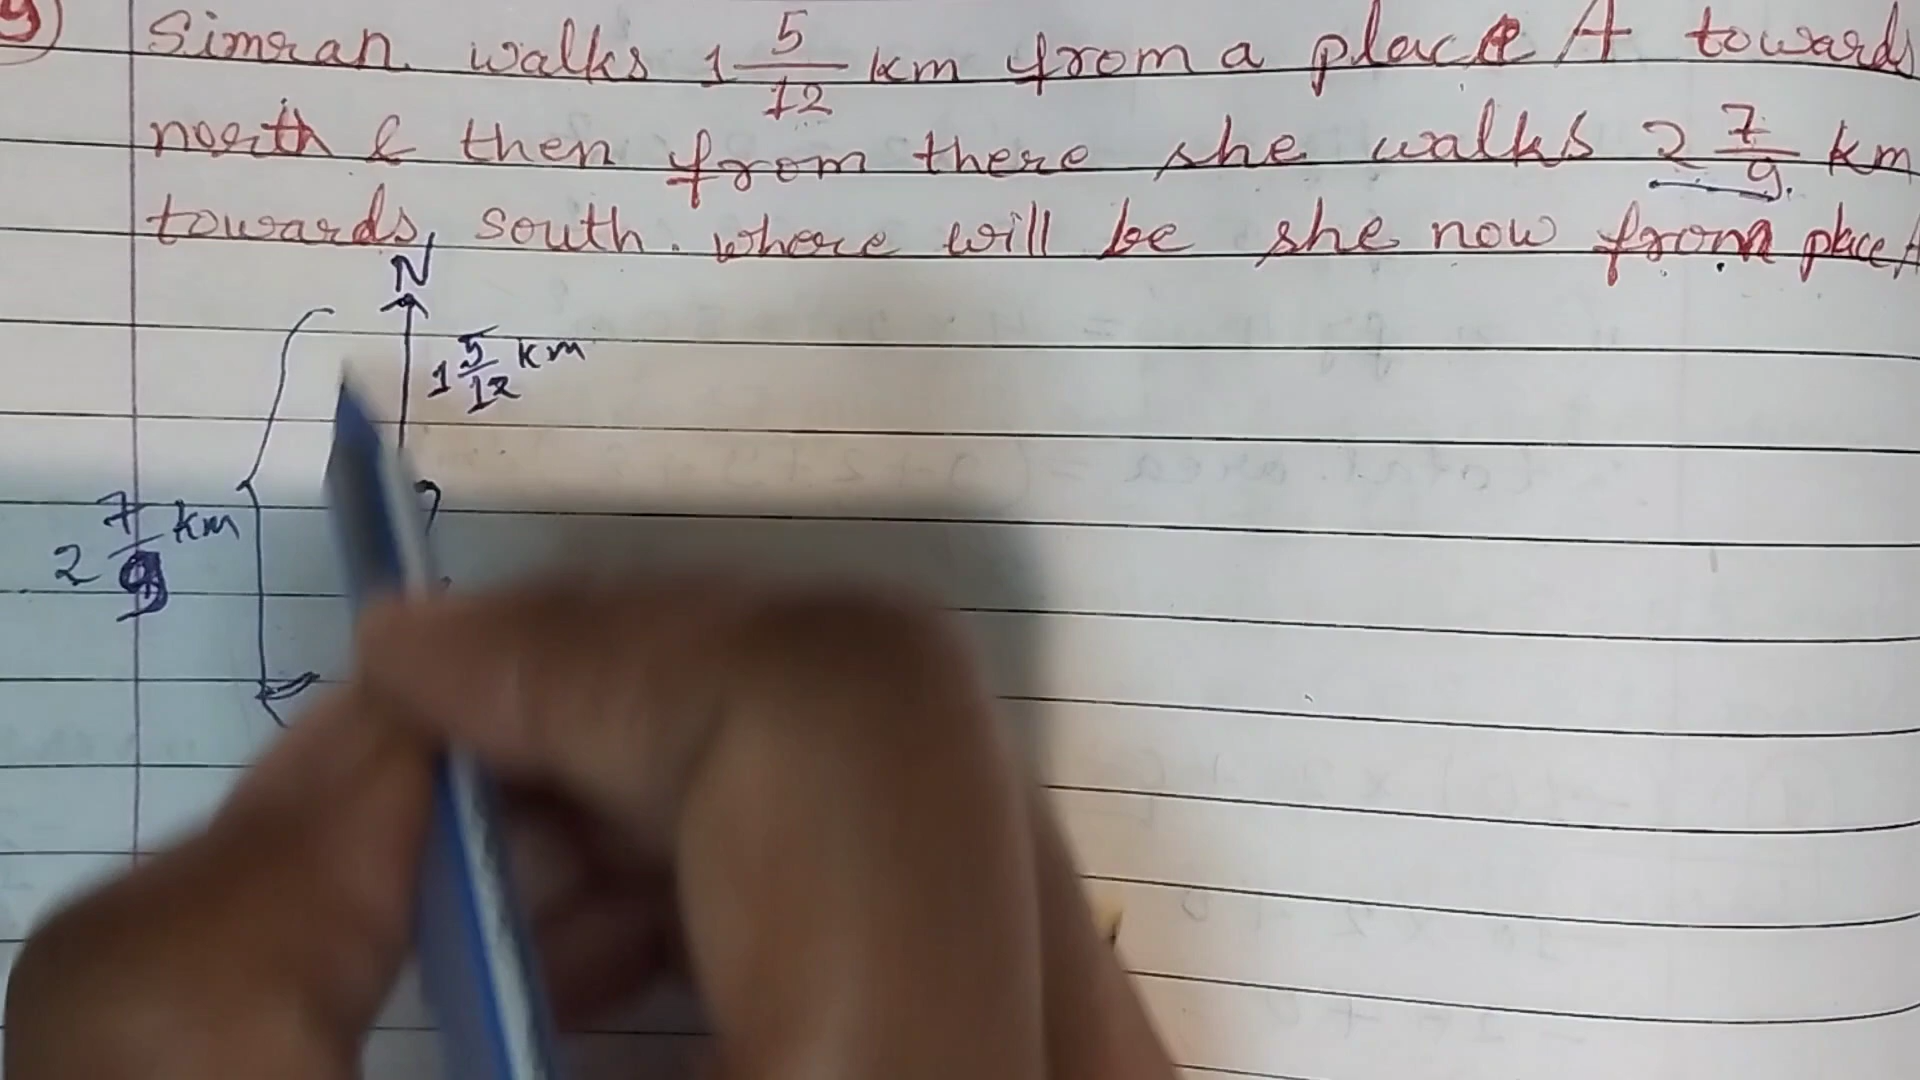 9) Simran walks 1 5/12 km from a place A towards
north & then from there she walks 2 7/9 km
towards south. where will be she now from place A
N
1 5/12 km
2 7/9 km
?